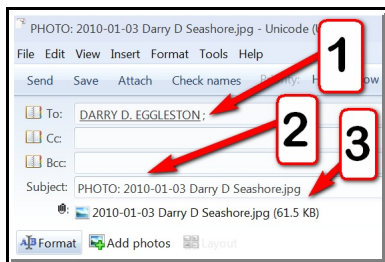 PHOTO: 2010-01-03 Darry D Seashore.jpg - Unicode (
File Edit View Insert Format Tools Help
1
Send Save Attach Check names Priority: H ow
To: DARRY D. EGGLESTON;
Cc:
2
3
Bcc:
Subject: PHOTO: 2010-01-03 Darry D Seashore.jpg
2010-01-03 Darry D Seashore.jpg (61.5 KB)
Format Add photos Layout